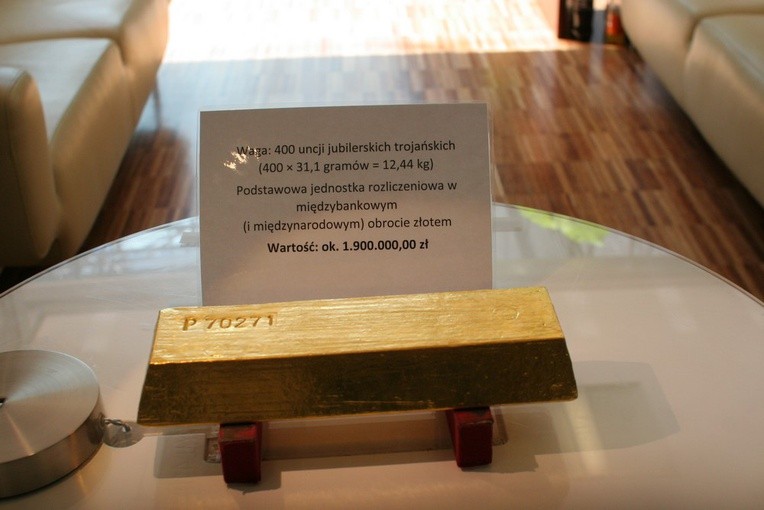 Waga: 400 uncji jubilerskich trojańskich
(400 × 31,1 gramów = 12,44 kg)
Podstawowa jednostka rozliczeniowa w
międzybankowym
(i międzynarodowym) obrocie złotem
Wartość: ok. 1.900.000,00 zł
P 70271